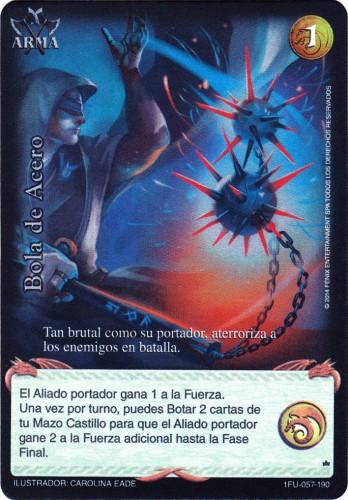 ARMA
1
Bola de Acero
© 2014 FENIX ENTERTAINMENT SPA TODOS LOS DERECHOS RESERVADOS
Tan brutal como su portador, aterroriza a
los enemigos en batalla.
El Aliado portador gana 1 a la Fuerza.
Una vez por turno, puedes Botar 2 cartas de
tu Mazo Castillo para que el Aliado portador
gane 2 a la Fuerza adicional hasta la Fase
Final.
ILUSTRADOR: CAROLINA EADE
1FU-057-190